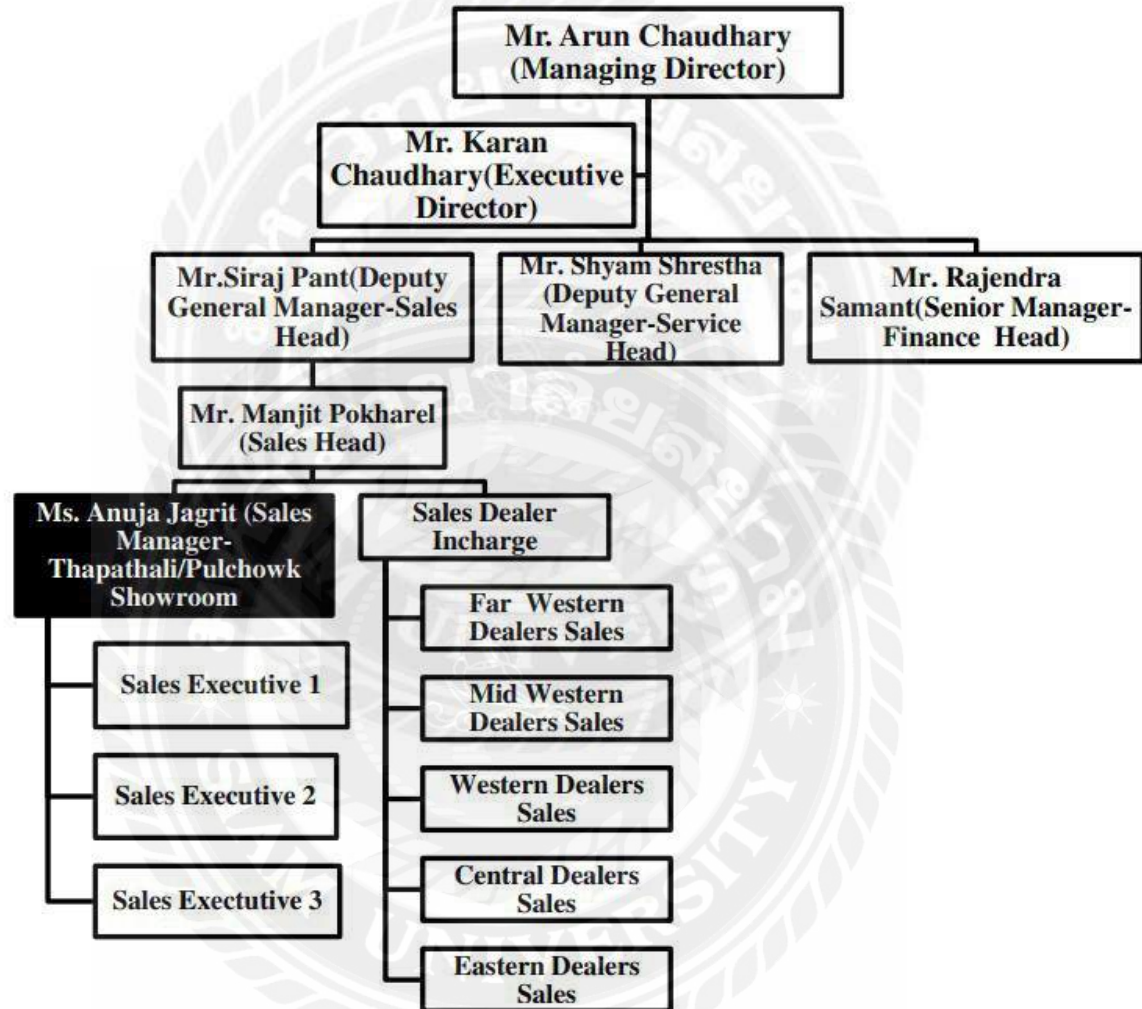 Mr. Arun Chaudhary
(Managing Director)
Mr. Karan
Chaudhary(Executive
Director)
Mr.Siraj Pant(Deputy
General Manager-Sales
Head)
Mr. Shyam Shrestha
(Deputy General
Manager-Service
Head)
Mr. Rajendra
Samant(Senior Manager-
Finance Head)
Mr. Manjit Pokharel
(Sales Head)
Ms. Anuja Jagrit (Sales
Manager-
Thapathali/Pulchowk
Showroom
Sales Executive 1
Sales Executive 2
Sales Exectutive 3
Sales Dealer
Incharge
Far Western
Dealers Sales
Mid Western
Dealers Sales
Western Dealers
Sales
Central Dealers
Sales
Eastern Dealers
Sales
SIAM UNIVERSITY